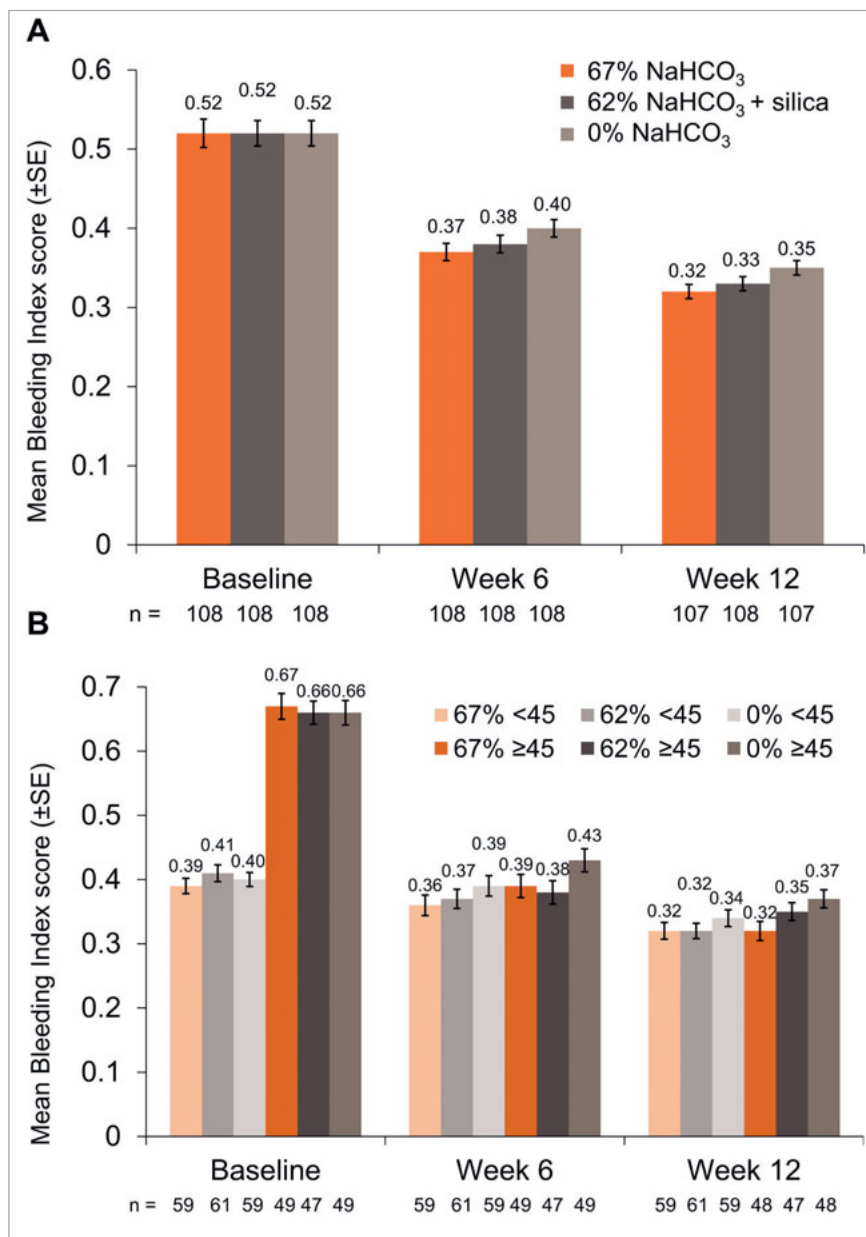 A
Mean Bleeding Index score (±SE)
0.6
0.5
0.4
0.3
0.2
0.1
0
67% NaHCO₃
62% NaHCO₃ + silica
0% NaHCO₃
0.52 0.52 0.52
0.37 0.38 0.40
0.32 0.33 0.35
Baseline Week 6 Week 12
n = 108 108 108 108 108 108 107 108 107
B
Mean Bleeding Index score (±SE)
0.7
0.6
0.5
0.4
0.3
0.2
0.1
0
67% <45 62% <45 0% <45
67% ≥45 62% ≥45 0% ≥45
0.39 0.41 0.40 0.67 0.66 0.66
0.36 0.37 0.39 0.39 0.38 0.43
0.32 0.32 0.34 0.32 0.35 0.37
Baseline Week 6 Week 12
n = 59 61 59 49 47 49 59 61 59 49 47 49 59 61 59 48 47 48